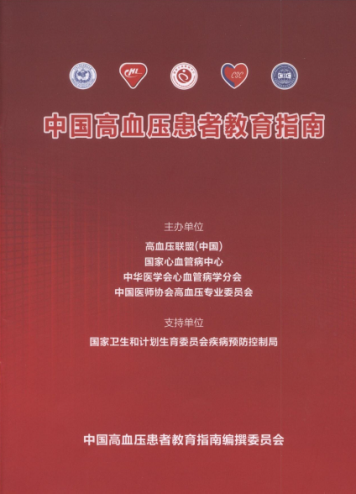 中国高血压患者教育指南
主办单位
高血压联盟(中国)
国家心血管病中心
中华医学会心血管病学分会
中国医师协会高血压专业委员会
支持单位
国家卫生和计划生育委员会疾病预防控制局
中国高血压患者教育指南编撰委员会